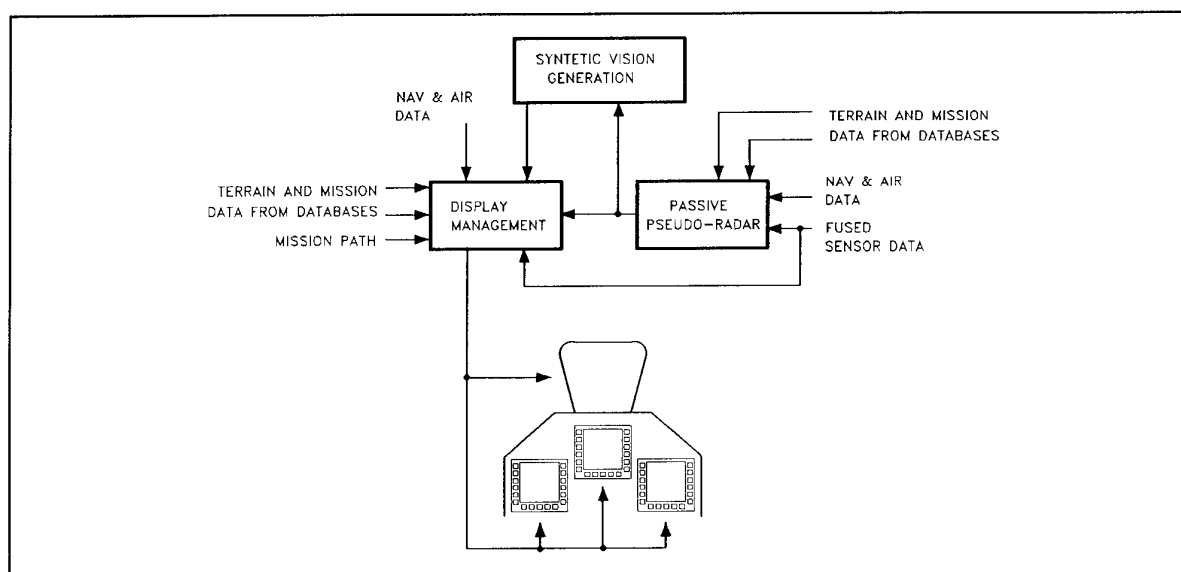 SYNTETIC VISION
GENERATION
NAV & AIR
DATA
TERRAIN AND MISSION
DATA FROM DATABASES
TERRAIN AND MISSION
DATA FROM DATABASES
MISSION PATH
DISPLAY
MANAGEMENT
PASSIVE
PSEUDO-RADAR
NAV & AIR
DATA
FUSED
SENSOR DATA